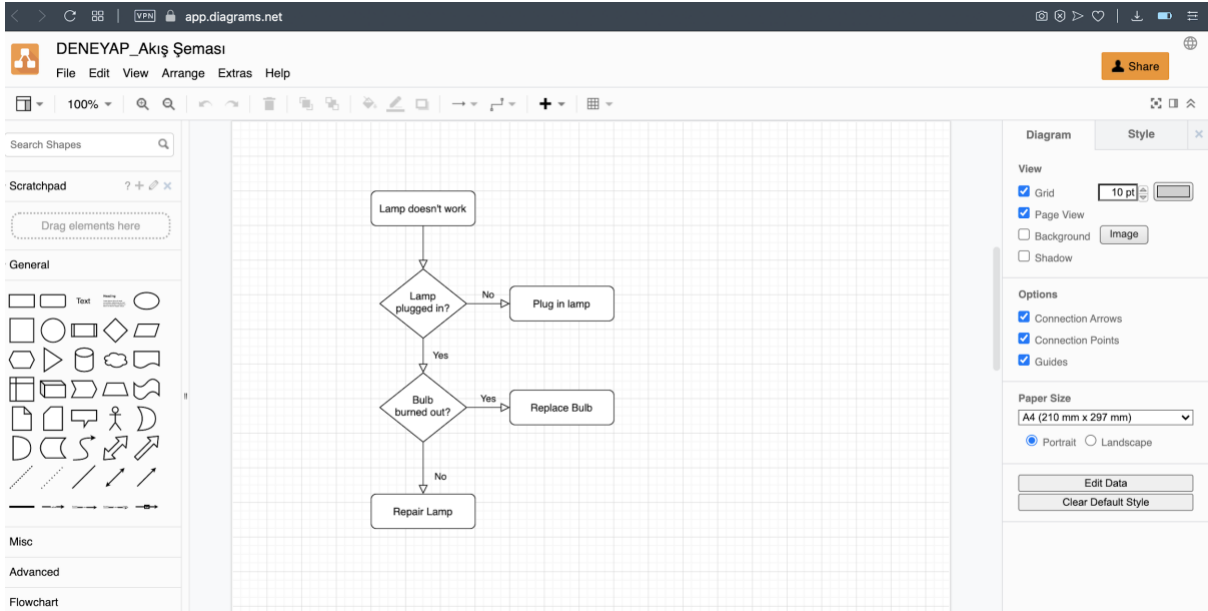 VPN app.diagrams.net
DENEYAP_Akış Şeması
File Edit View Arrange Extras Help
Share
100%
Search Shapes
Scratchpad ?
Drag elements here
General
Text
Misc
Advanced
Flowchart
Lamp doesn't work
Lamp
plugged in?
No
Plug in lamp
Yes
Bulb
burned out?
Yes
Replace Bulb
No
Repair Lamp
Diagram Style
View
Grid 10 pt
Page View
Background Image
Shadow
Options
Connection Arrows
Connection Points
Guides
Paper Size
A4 (210 mm x 297 mm)
Portrait Landscape
Edit Data
Clear Default Style